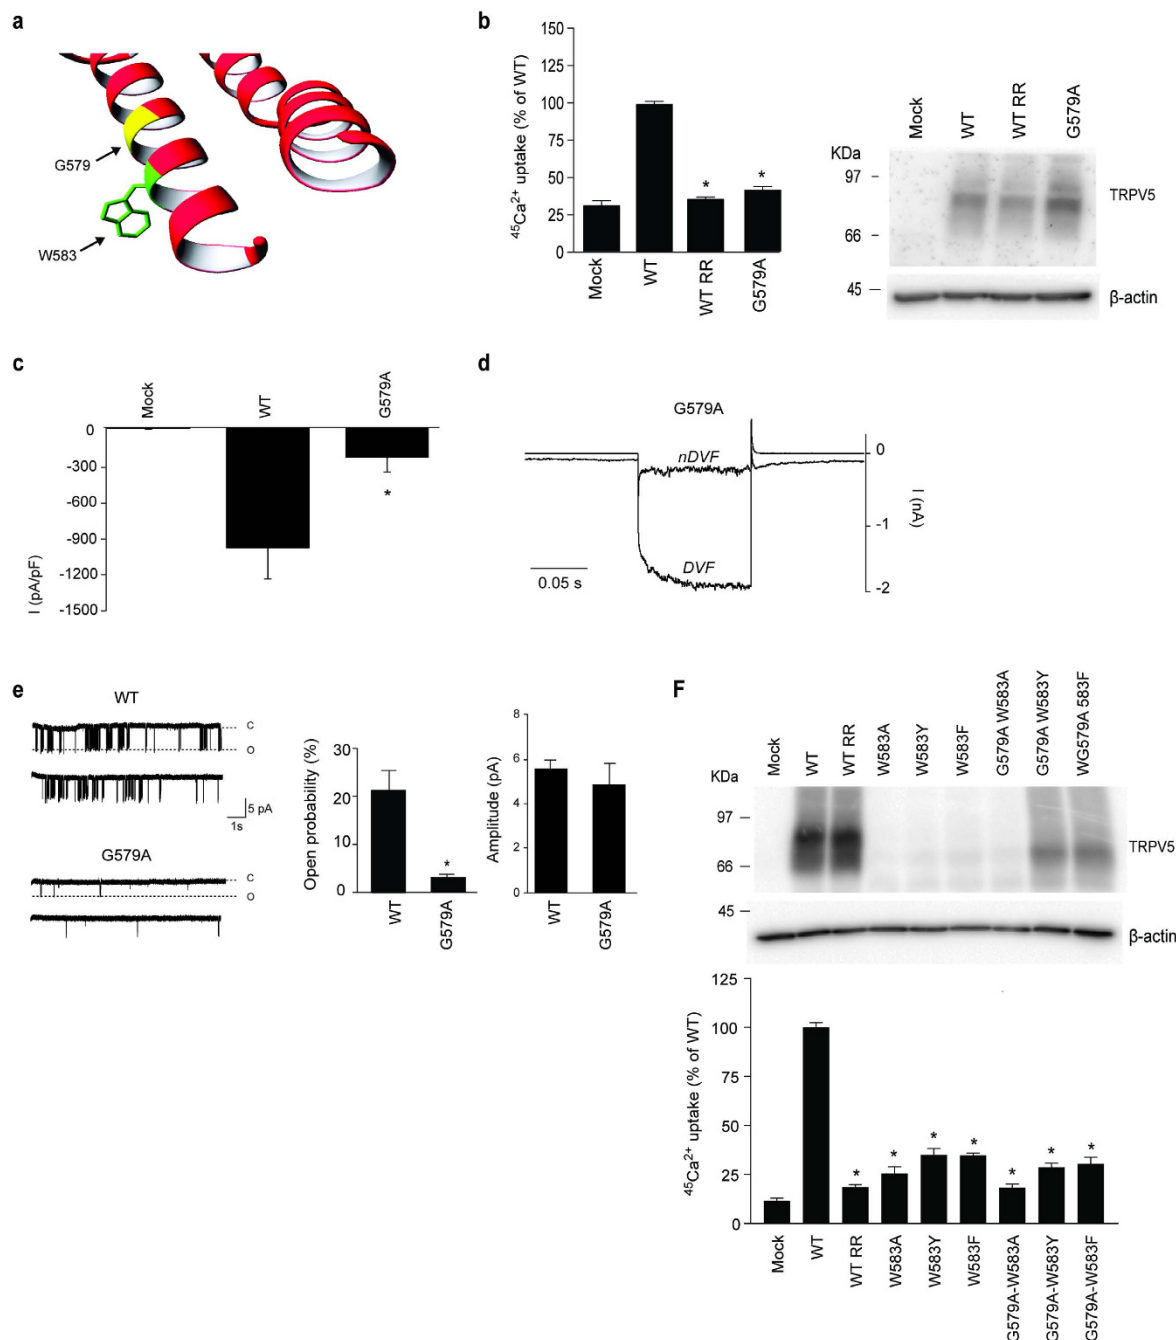 a
G579
W583
b
150
125
100
75
50
25
0
⁴⁵Ca²⁺ uptake (% of WT)
*
*
Mock
WT
WT RR
G579A
Mock
WT
WT RR
G579A
KDa
97
66
45
TRPV5
β-actin
c
Mock
WT
G579A
0
-300
-600
-900
-1200
-1500
I (pA/pF)
*
d
G579A
nDVF
DVF
0.05 s
0
-1
-2
I (nA)
e
WT
C
O
5 pA
1s
G579A
C
O
30
20
10
0
Open probability (%)
*
WT
G579A
8
6
4
2
0
Amplitude (pA)
WT
G579A
F
Mock
WT
WT RR
W583A
W583Y
W583F
G579A W583A
G579A W583Y
WG579A 583F
KDa
97
66
45
TRPV5
β-actin
125
100
75
50
25
0
⁴⁵Ca²⁺ uptake (% of WT)
*
*
*
*
*
*
*
Mock
WT
WT RR
W583A
W583Y
W583F
G579A-W583A
G579A-W583Y
G579A-W583F